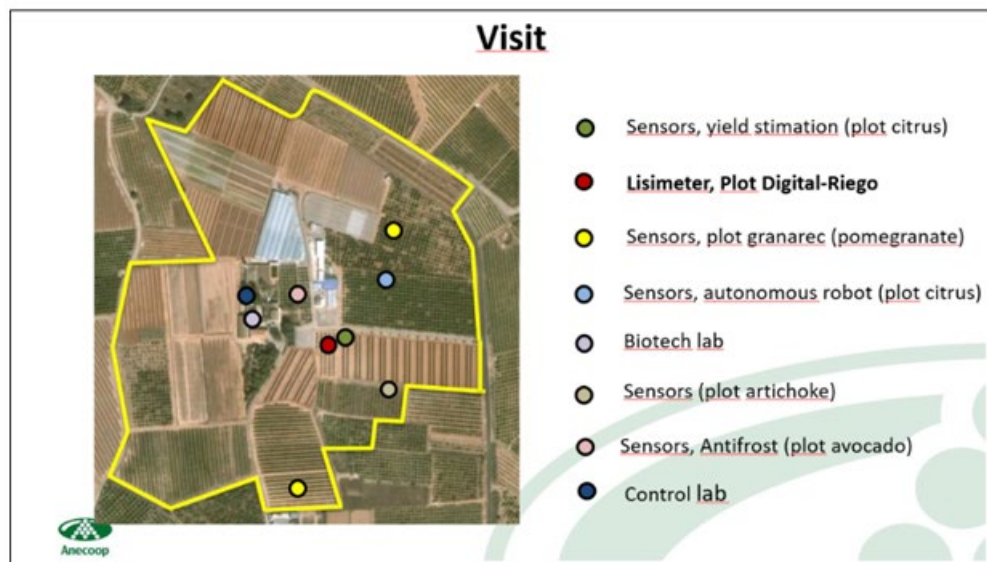 Visit
Sensors, yield stimation (plot citrus)
Lisimeter, Plot Digital-Riego
Sensors, plot granarec (pomegranate)
Sensors, autonomous robot (plot citrus)
Biotech lab
Sensors (plot artichoke)
Sensors, Antifrost (plot avocado)
Control lab
Anecoop